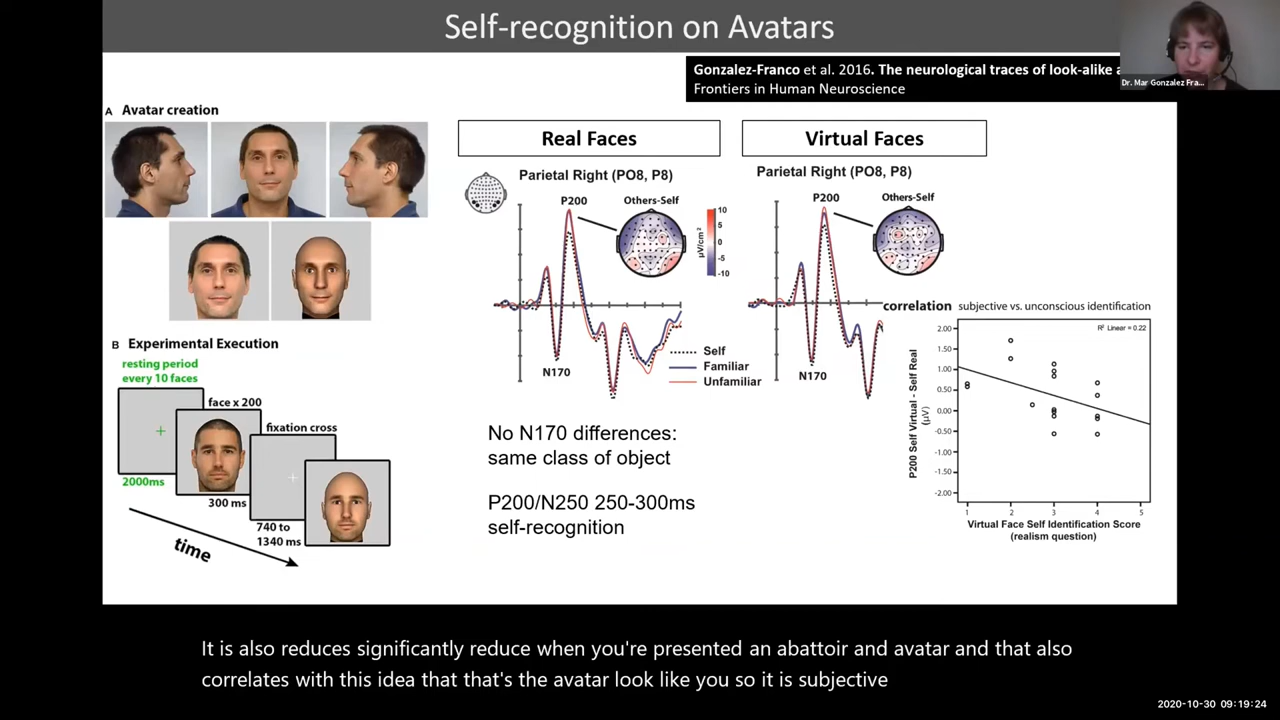 Self-recognition on Avatars
Gonzalez-Franco et al. 2016. The neurological traces of look-alike
Frontiers in Human Neuroscience
Dr. Mar Gonzalez Fra...
A Avatar creation
Real Faces
Virtual Faces
Parietal Right (PO8, P8)
P200
Others-Self
10
5
0
-5
-10
µV/cm²
N170
Self
Familiar
Unfamiliar
Parietal Right (PO8, P8)
P200
Others-Self
N170
B Experimental Execution
resting period
every 10 faces
face x 200
fixation cross
2000ms
300 ms
740 to
1340 ms
time
No N170 differences:
same class of object
P200/N250 250-300ms
self-recognition
correlation subjective vs. unconscious identification
R² Linear = 0.22
P200 Self Virtual - Self Real
(µV)
2.00
1.50
1.00
0.50
0.00
-0.50
-1.00
-1.50
-2.00
1 2 3 4 5
Virtual Face Self Identification Score
(realism question)
It is also reduces significantly reduce when you're presented an abattoir and avatar and that also
correlates with this idea that that's the avatar look like you so it is subjective
2020-10-30 09:19:24